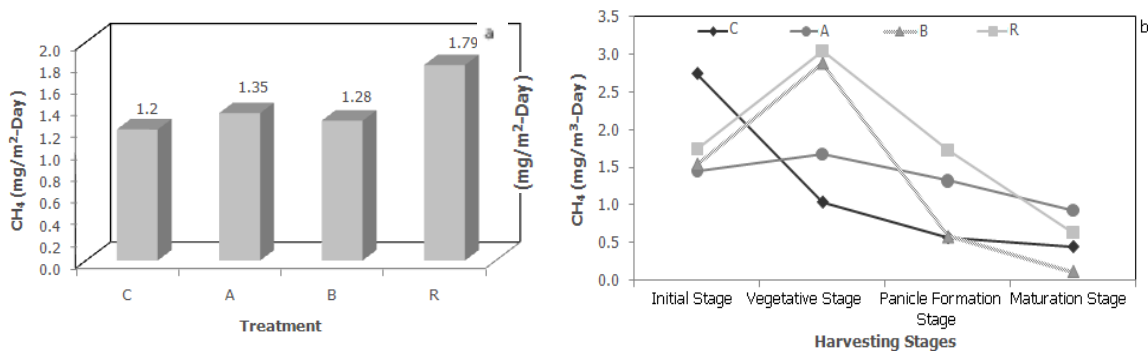 a
CH₄ (mg/m²-Day)
2.0
1.8
1.6
1.4
1.2
1.0
0.8
0.6
0.4
0.2
0.0
1.2
1.35
1.28
1.79
C A B R
Treatment
(mg/m²-Day)
b
CH₄ (mg/m³-Day)
3.5
3.0
2.5
2.0
1.5
1.0
0.5
0.0
C A B R
Initial Stage Vegetative Stage Panicle Formation Maturation Stage
Stage
Harvesting Stages